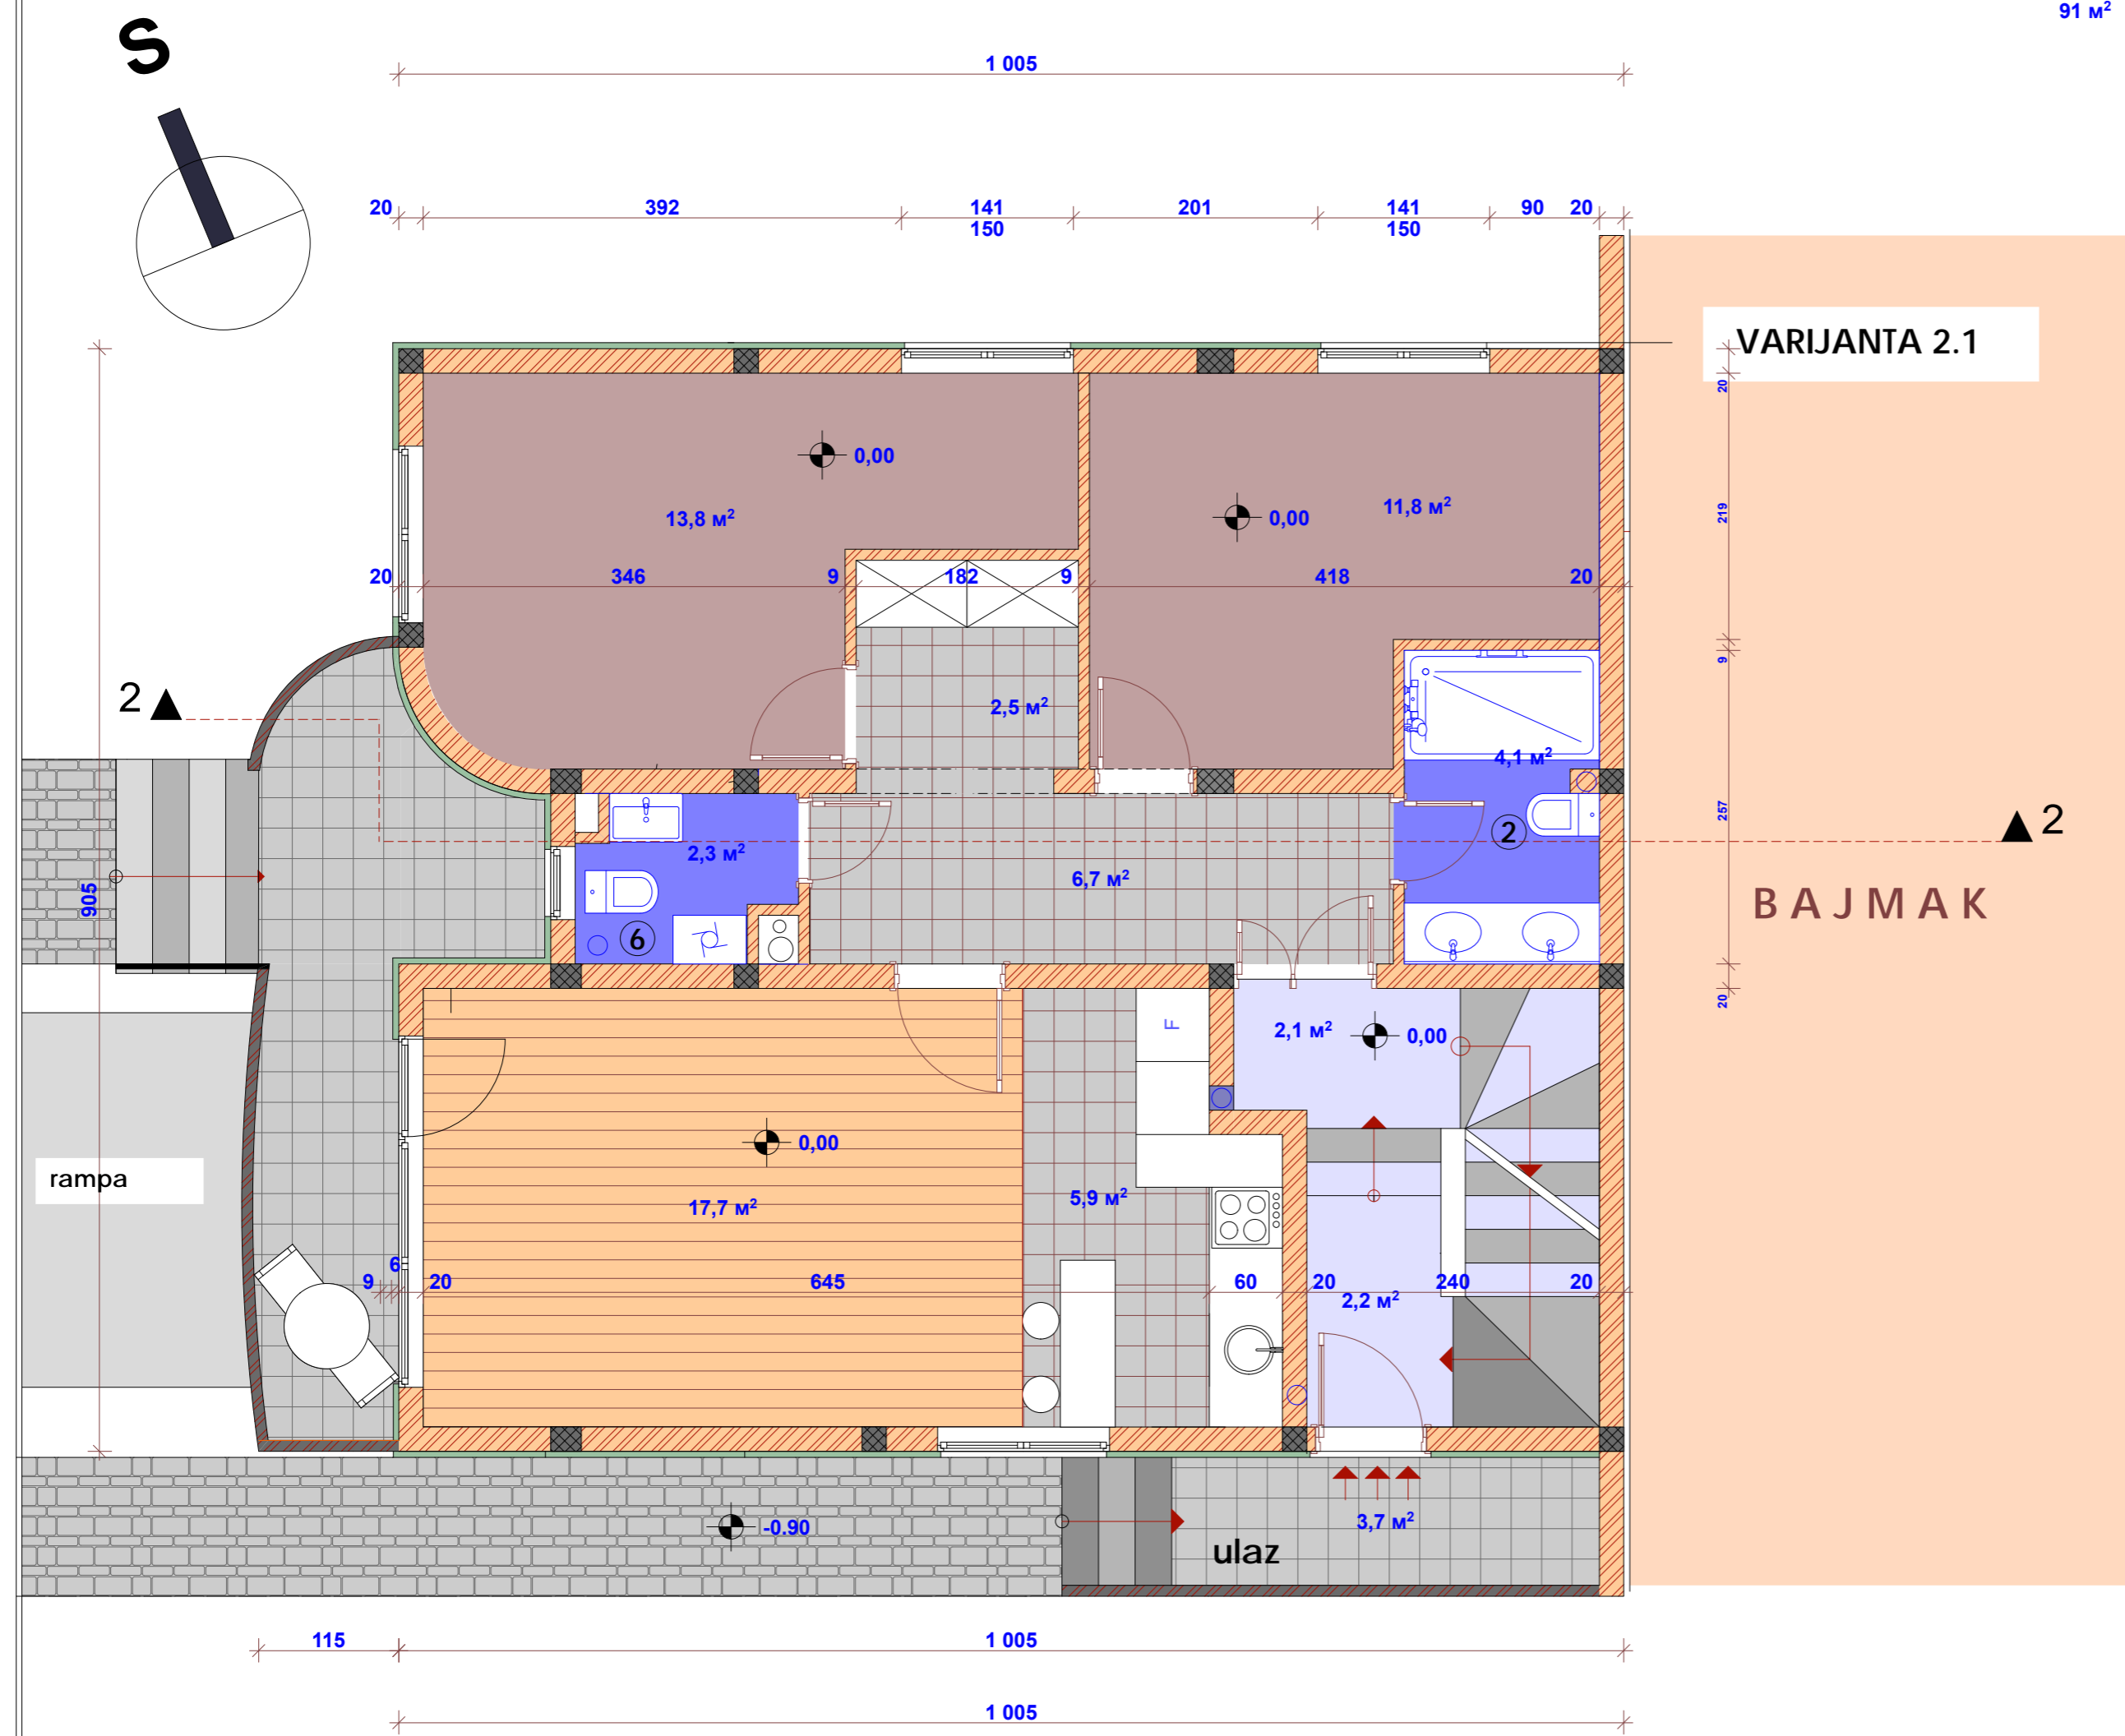 91 м²
S
1 005
20 392 141 201 141 90 20
150 150
VARIJANTA 2.1
20
0,00
13,8 м²
11,8 м²
0,00
219
20 346 9 182 9 418 20
9
2 2,5 м²
4,1 м²
257
2,3 м² 2 2
6,7 м²
905
BAJMAK
6
20
F 2,1 м² 0,00
0,00
rampa
17,7 м² 5,9 м²
6
9 20 645 60 20 240 20
2,2 м²
-0.90 3,7 м²
ulaz
115 1 005
1 005